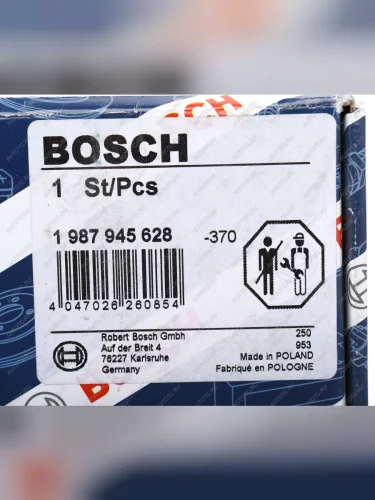 BOSCH
BOSCH
1 St/Pcs
1 987 945 628 -370
4 047026 260854
Robert Bosch GmbH
Auf der Breit 4
76227 Karlsruhe
Germany
250
953
Made in POLAND
Fabriqué en POLOGNE